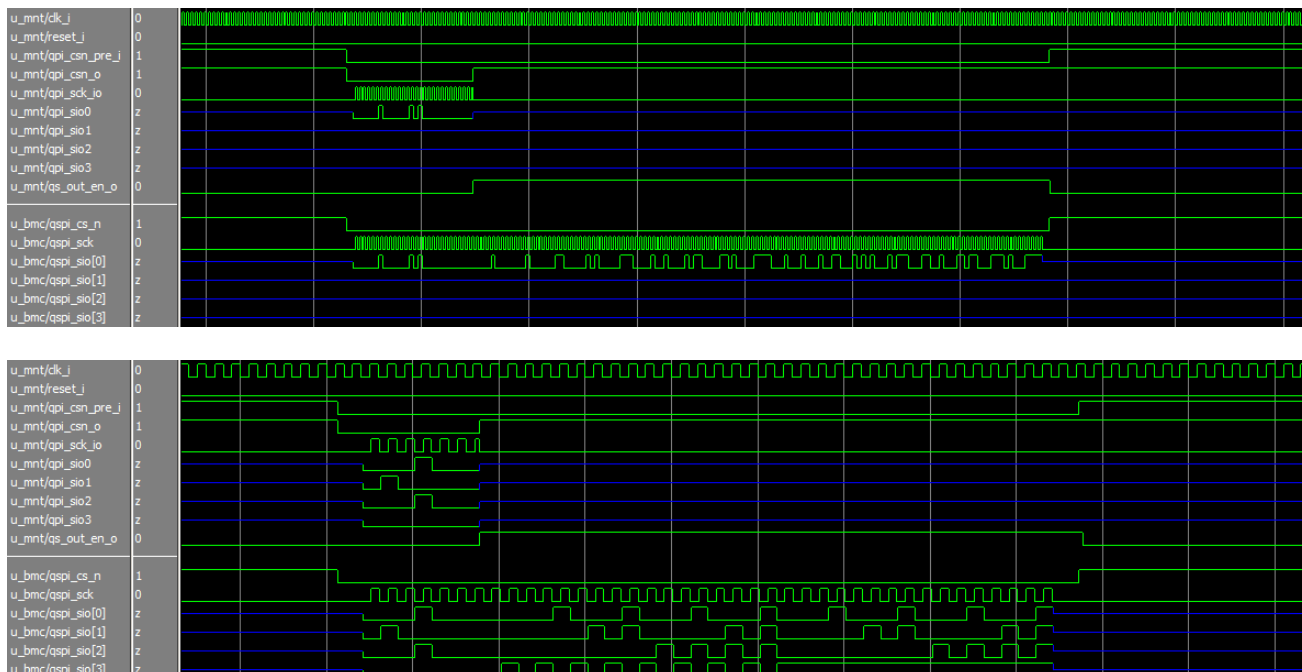 u_mnt/clk_i 0
u_mnt/reset_i 0
u_mnt/qpi_csn_pre_i 1
u_mnt/qpi_csn_o 1
u_mnt/qpi_sck_io 0
u_mnt/qpi_sio0 z
u_mnt/qpi_sio1 z
u_mnt/qpi_sio2 z
u_mnt/qpi_sio3 z
u_mnt/qs_out_en_o 0
u_bmc/qspi_cs_n 1
u_bmc/qspi_sck 0
u_bmc/qspi_sio[0] z
u_bmc/qspi_sio[1] z
u_bmc/qspi_sio[2] z
u_bmc/qspi_sio[3] z
u_mnt/clk_i 0
u_mnt/reset_i 0
u_mnt/qpi_csn_pre_i 1
u_mnt/qpi_csn_o 1
u_mnt/qpi_sck_io 0
u_mnt/qpi_sio0 z
u_mnt/qpi_sio1 z
u_mnt/qpi_sio2 z
u_mnt/qpi_sio3 z
u_mnt/qs_out_en_o 0
u_bmc/qspi_cs_n 1
u_bmc/qspi_sck 0
u_bmc/qspi_sio[0] z
u_bmc/qspi_sio[1] z
u_bmc/qspi_sio[2] z
u_bmc/qspi_sio[3] z